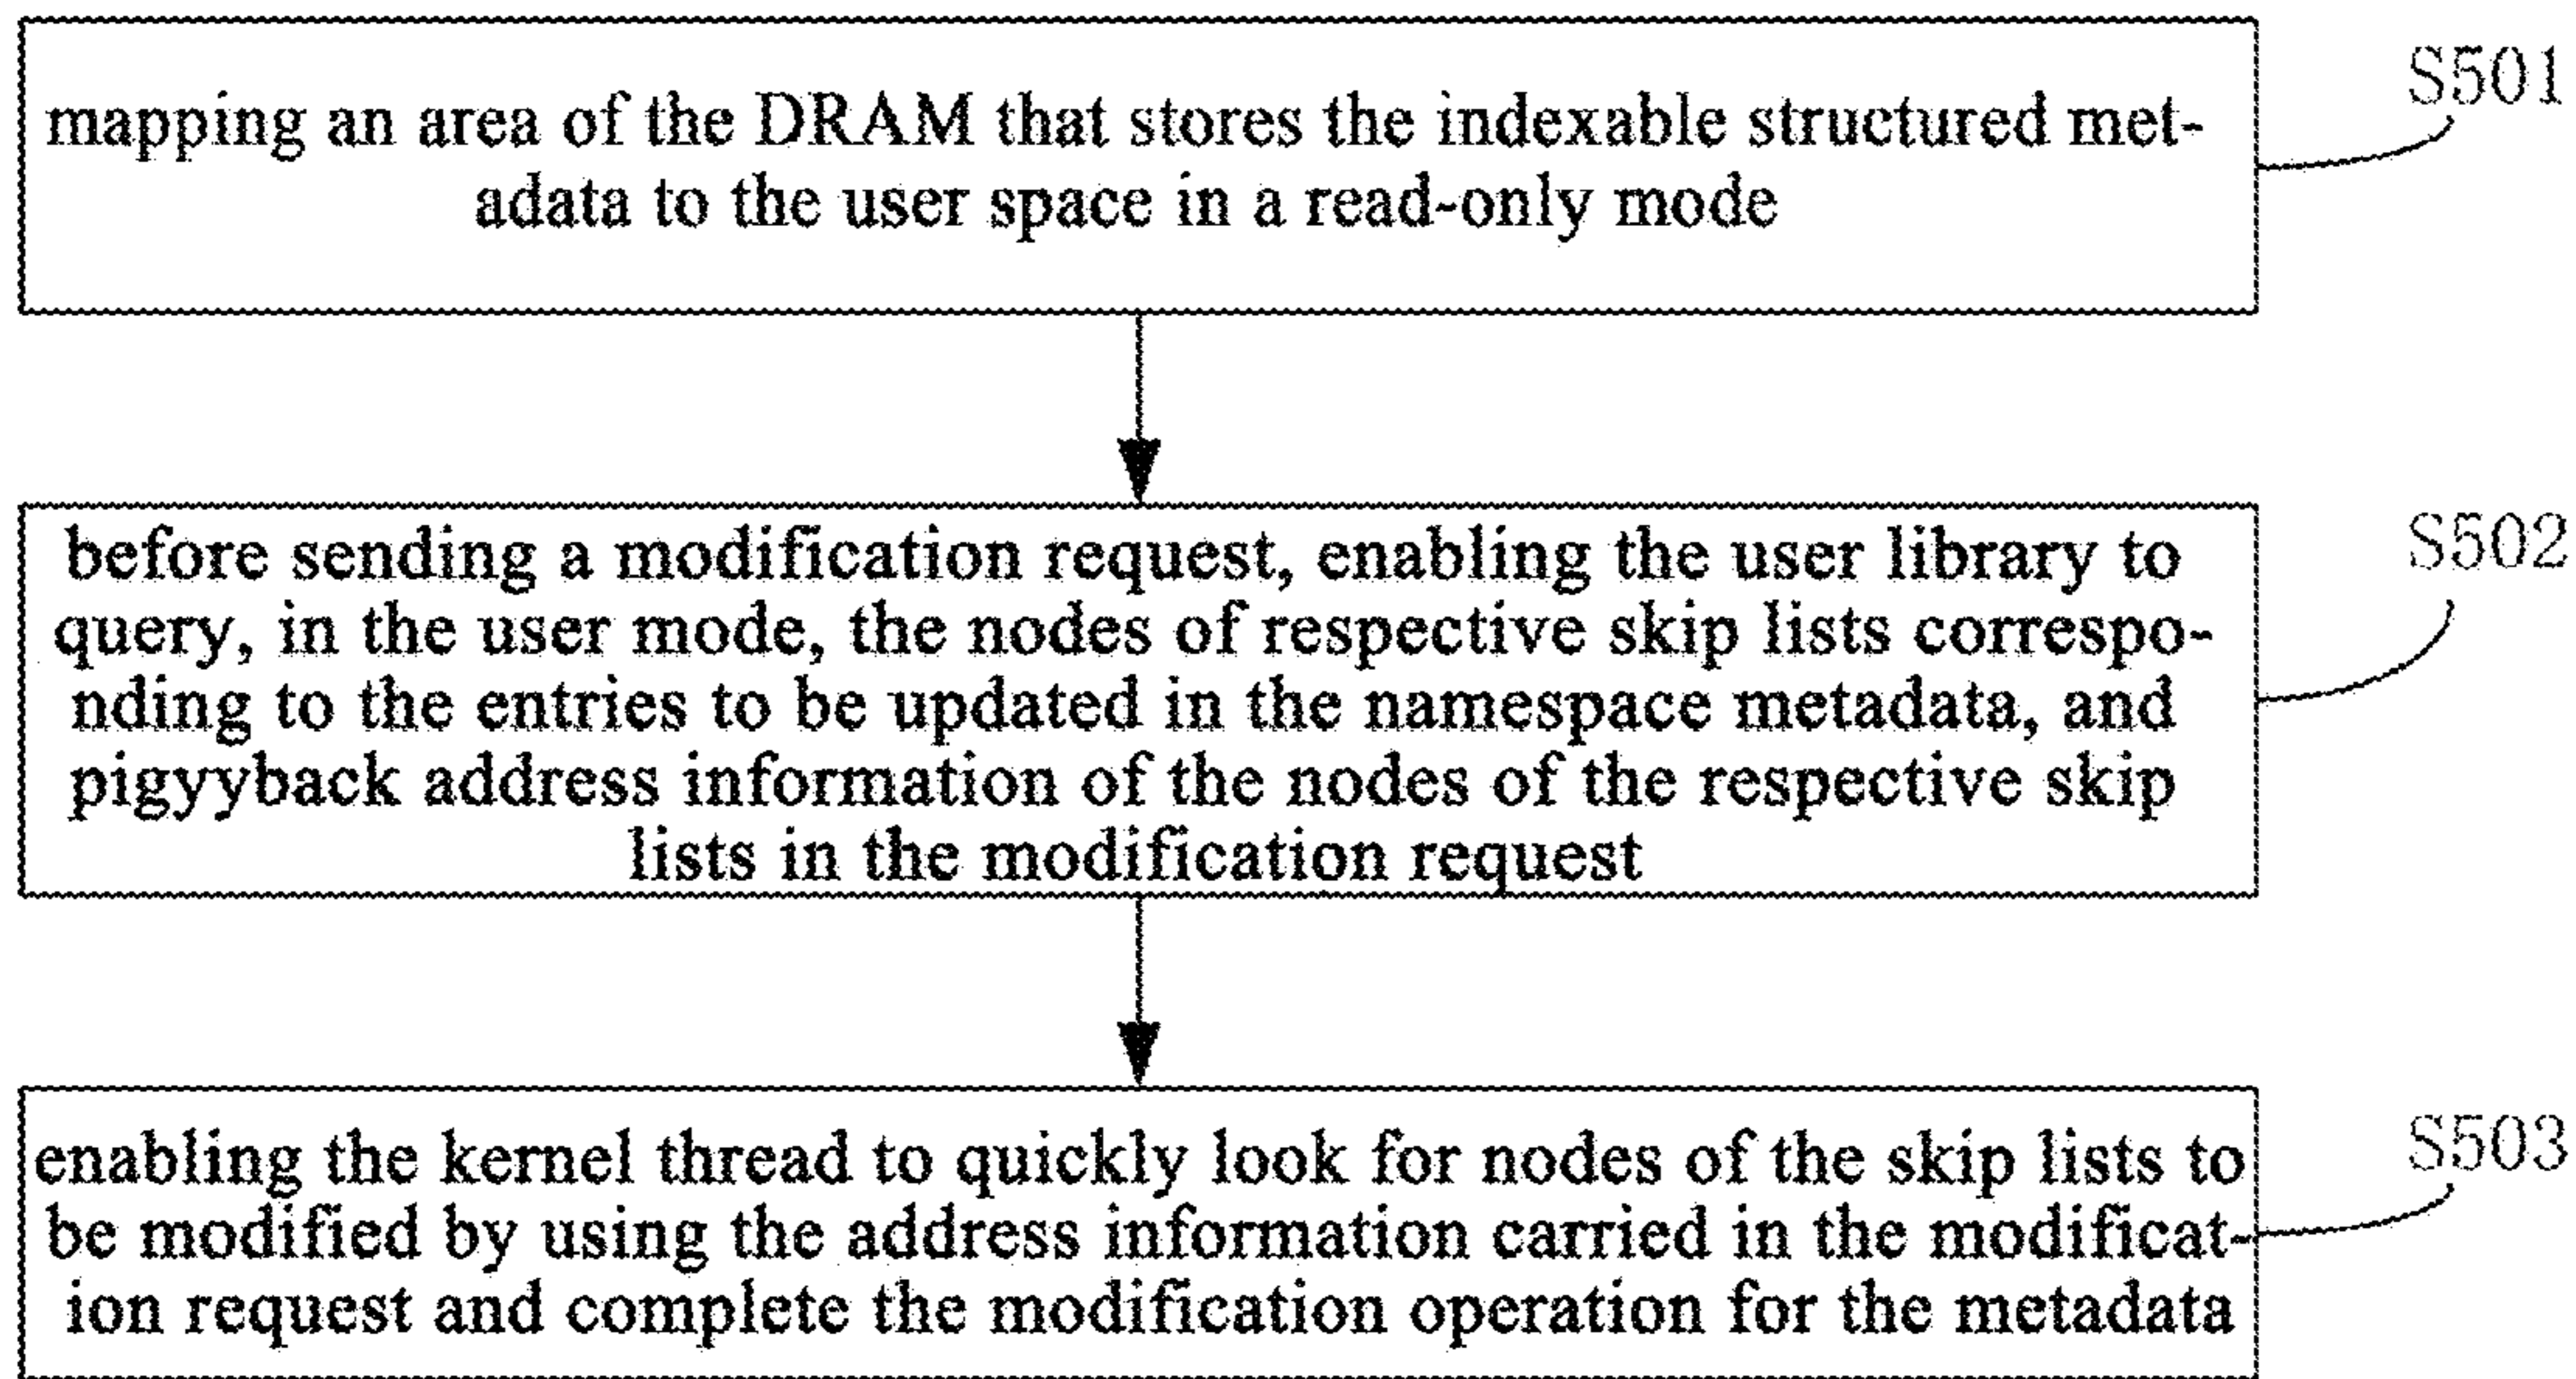 mapping an area of the DRAM that stores the indexable structured met-
adata to the user space in a read-only mode
S501
before sending a modification request, enabling the user library to
query, in the user mode, the nodes of respective skip lists correspo-
nding to the entries to be updated in the namespace metadata, and
pigyyback address information of the nodes of the respective skip
lists in the modification request
S502
enabling the kernel thread to quickly look for nodes of the skip lists to
be modified by using the address information carried in the modificat-
ion request and complete the modification operation for the metadata
S503